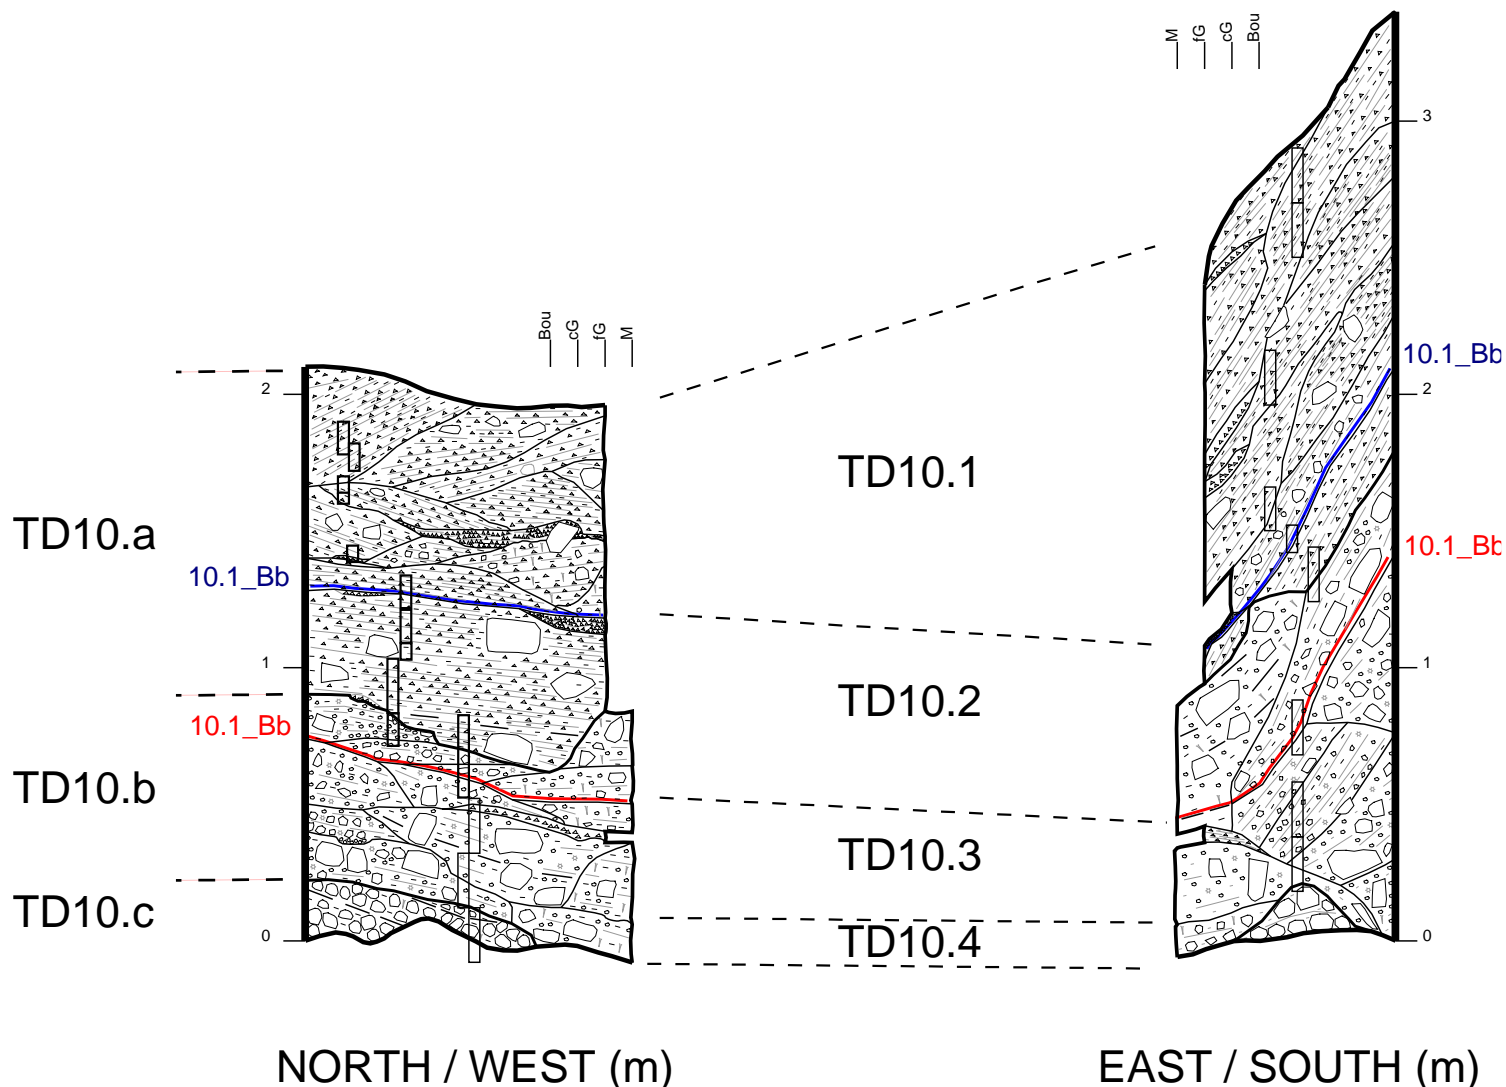 M
fG
cG
Bou
3
Bou
cG
fG
M
10.1_Bb
2
2
TD10.1
TD10.a
10.1_Bb
10.1_Bb
1
1
TD10.2
10.1_Bb
TD10.b
TD10.3
TD10.c
TD10.4
0
0
NORTH / WEST (m)
EAST / SOUTH (m)